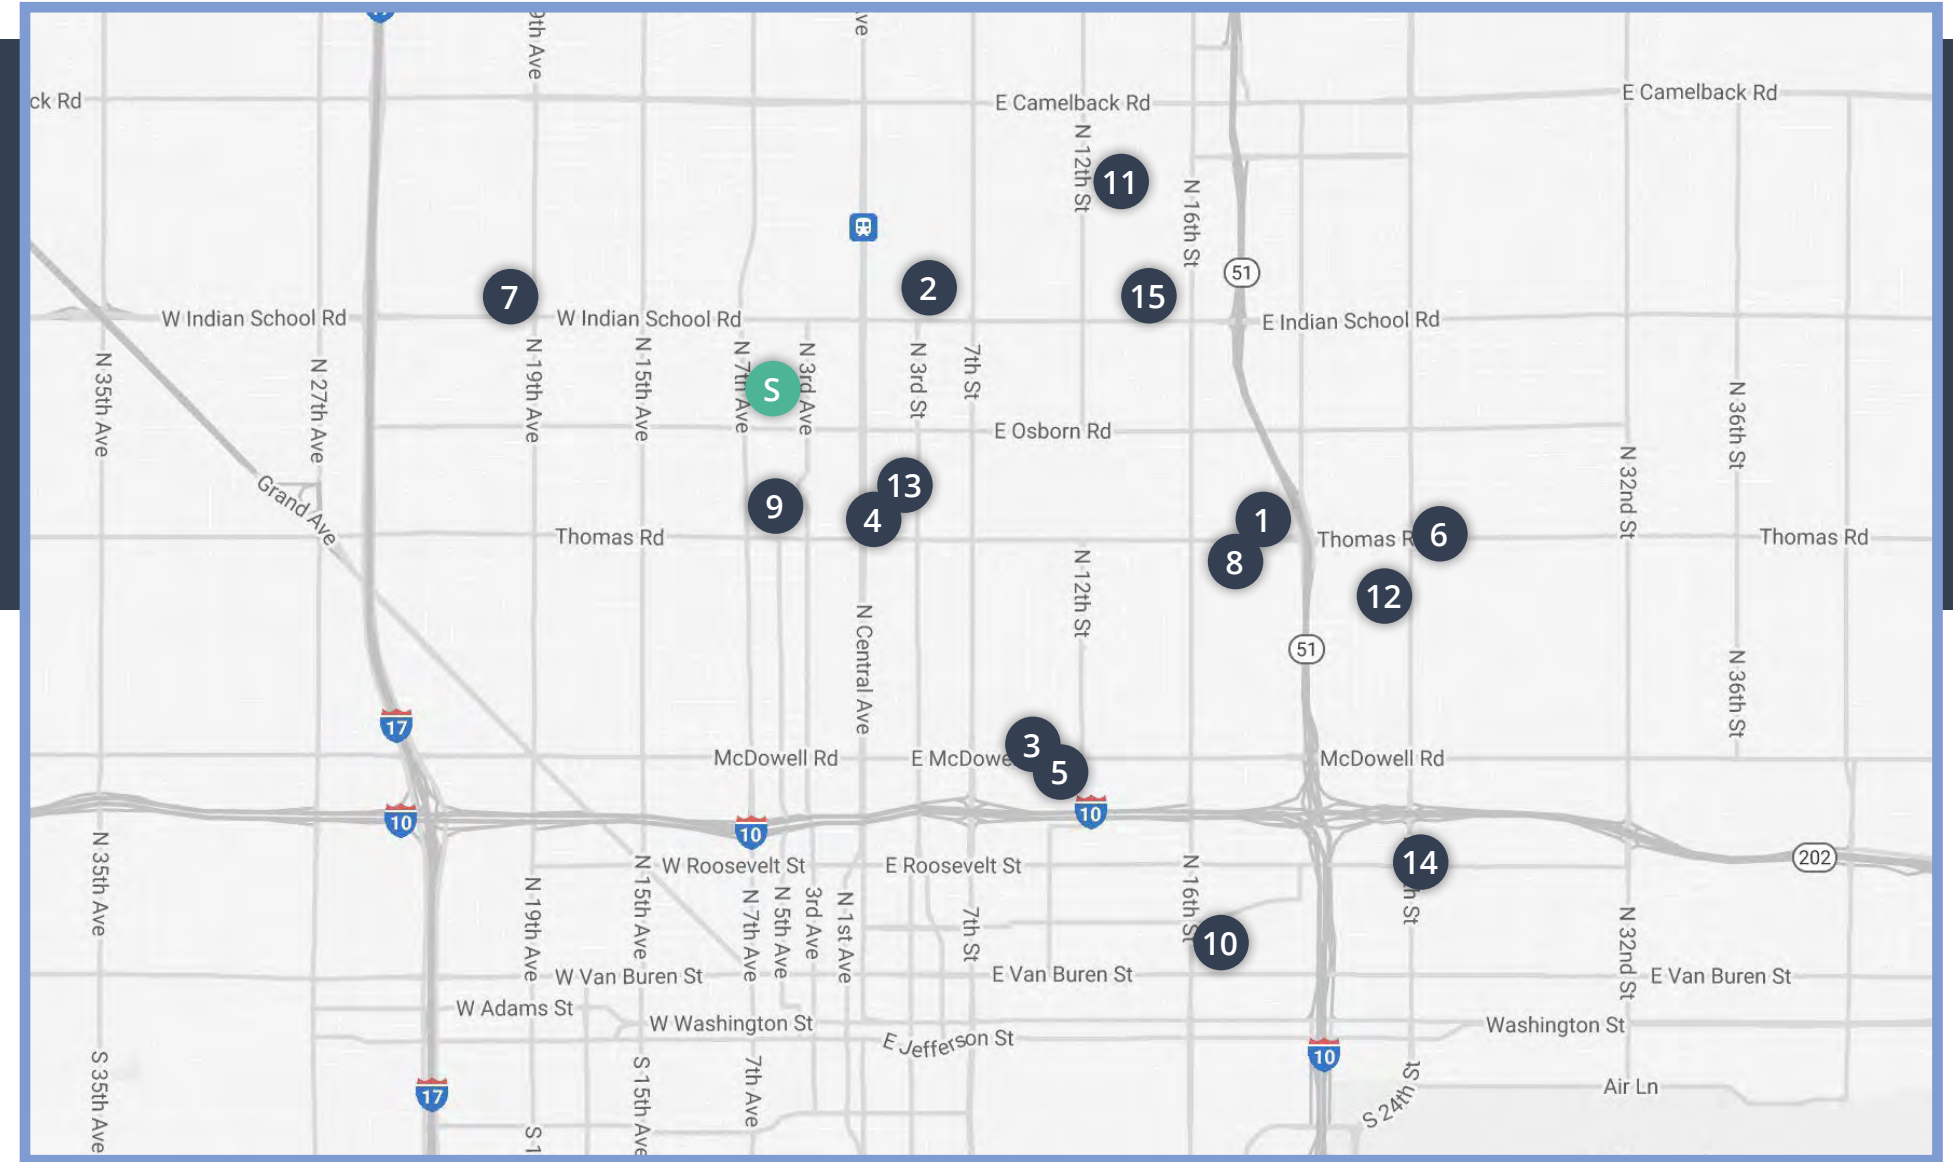 17
9th Ave
Ave
ck Rd
E Camelback Rd
E Camelback Rd
N 12th St
11
N 16th St
51
7
2
15
W Indian School Rd
W Indian School Rd
E Indian School Rd
N 35th Ave
N 27th Ave
N 19th Ave
N 15th Ave
N 7th Ave
S
N 3rd Ave
N 3rd St
7th St
E Osborn Rd
N 36th St
N 32nd St
Grand Ave
9
13
4
1
8
6
12
Thomas Rd
Thomas R
Thomas Rd
N 12th St
N Central Ave
51
N 36th St
17
3
5
McDowell Rd
E McDowe
McDowell Rd
10
10
10
202
14
W Roosevelt St
E Roosevelt St
N 35th Ave
N 19th Ave
N 15th Ave
N 7th Ave
N 5th Ave
3rd Ave
N 1st Ave
7th St
N 16th St
10
h St
N 32nd St
W Van Buren St
E Van Buren St
E Van Buren St
W Adams St
W Washington St
E Jefferson St
Washington St
10
S 35th Ave
17
S 1
S 15th Ave
7th Ave
S 24th St
Air Ln